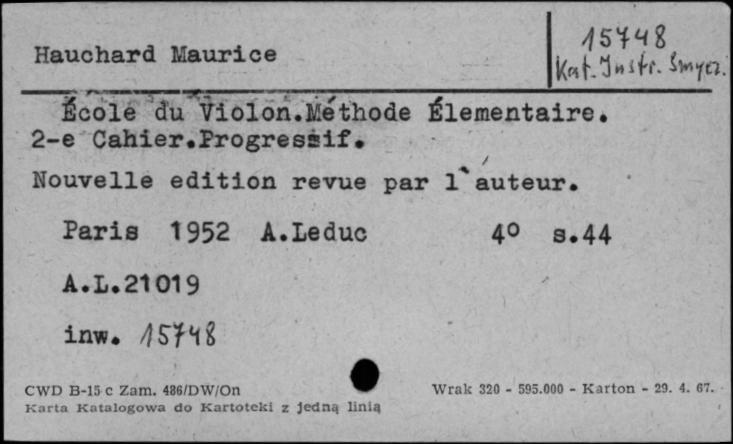 Hauchard Maurice
15748
Kat. Instr. Smycz.
École du Violon.Méthode Élementaire.
2-e Cahier.Progressif.
Nouvelle edition revue par l`auteur.
Paris 1952 A.Leduc 4° s.44
A.L.21019
inw. 15748
CWD B-15 c Zam. 486/DW/On
Wrak 320 - 595.000 - Karton - 29. 4. 67.
Karta Katalogowa do Kartoteki z jedną linią